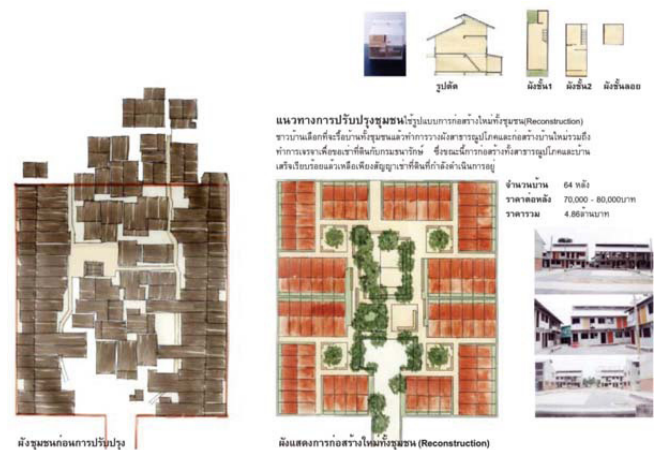 รูปตัด ผังชั้น1 ผังชั้น2 ผังชั้นลอย
แนวทางการปรับปรุงชุมชนใช้รูปแบบการก่อสร้างใหม่ทั้งชุมชน(Reconstruction)
ชาวบ้านเลือกที่จะรื้อบ้านทั้งชุมชนแล้วทำการวางผังสาธารณูปโภคและก่อสร้างบ้านใหม่รวมถึง
ทำการเจรจาเพื่อขอเช่าที่ดินกับกรมธนารักษ์ ซึ่งขณะนี้การก่อสร้างทั้งสาธารณูปโภคและบ้าน
เสร็จเรียบร้อยแล้วเหลือเพียงสัญญาเช่าที่ดินที่กำลังดำเนินการอยู่
จำนวนบ้าน 64 หลัง
ราคาต่อหลัง 70,000 - 80,000บาท
ราคารวม 4.86ล้านบาท
ผังชุมชนก่อนการปรับปรุง
ผังแสดงการก่อสร้างใหม่ทั้งชุมชน (Reconstruction)